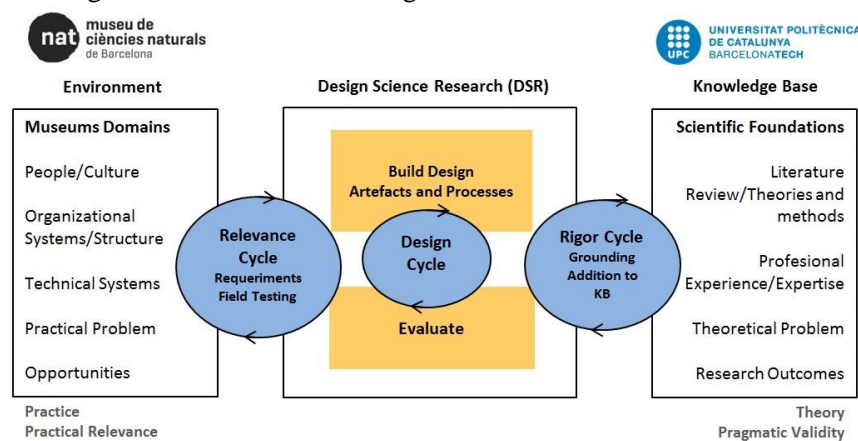 nat
museu de
ciències naturals
de Barcelona
UPC
UNIVERSITAT POLITÈCNICA
DE CATALUNYA
BARCELONATECH
Environment
Design Science Research (DSR)
Knowledge Base
Museums Domains
People/Culture
Organizational
Systems/Structure
Technical Systems
Practical Problem
Opportunities
Relevance
Cycle
Requeriments
Field Testing
Build Design
Artefacts and Processes
Design
Cycle
Evaluate
Rigor Cycle
Grounding
Addition to
KB
Scientific Foundations
Literature
Review/Theories and
methods
Profesional
Experience/Expertise
Theoretical Problem
Research Outcomes
Practice
Practical Relevance
Theory
Pragmatic Validity